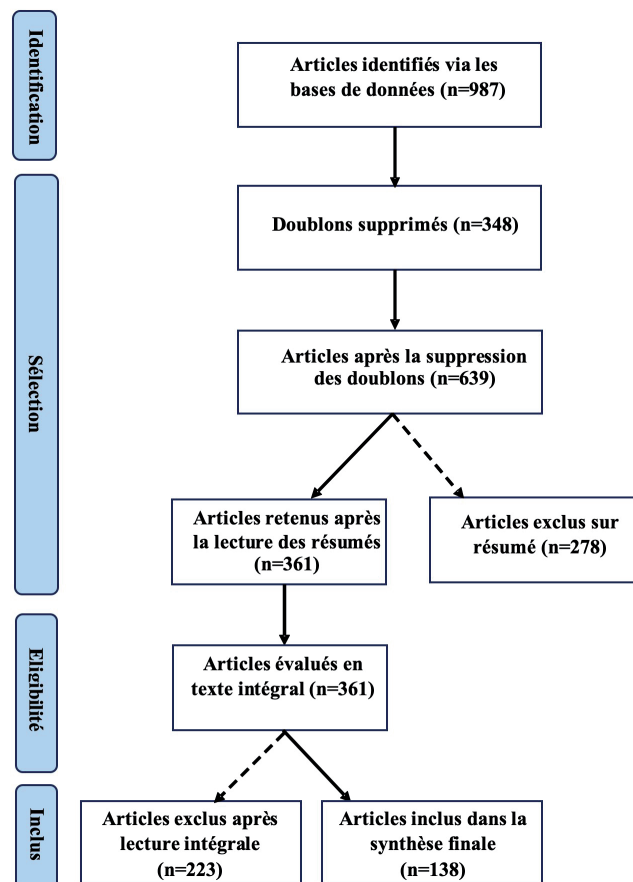 Identification
Articles identifiés via les
bases de données (n=987)
Doublons supprimés (n=348)
Sélection
Articles après la suppression
des doublons (n=639)
Articles retenus après
la lecture des résumés
(n=361)
Articles exclus sur
résumé (n=278)
Eligibilité
Articles évalués en
texte intégral (n=361)
Inclus
Articles exclus après
lecture intégrale
(n=223)
Articles inclus dans la
synthèse finale
(n=138)